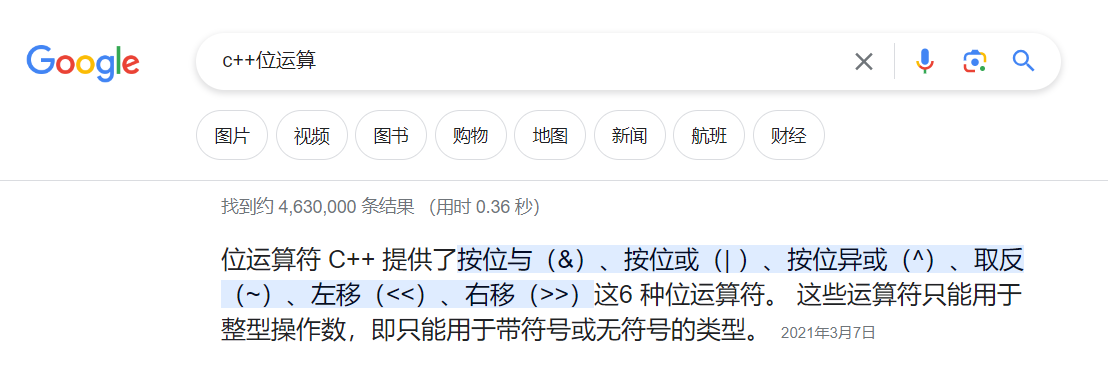 Google
c++位运算
图片 视频 图书 购物 地图 新闻 航班 财经
找到约 4,630,000 条结果 （用时 0.36 秒）
位运算符 C++ 提供了按位与（&）、按位或（| ）、按位异或（^）、取反
（~）、左移（<<）、右移（>>）这6 种位运算符。 这些运算符只能用于
整型操作数，即只能用于带符号或无符号的类型。 2021年3月7日